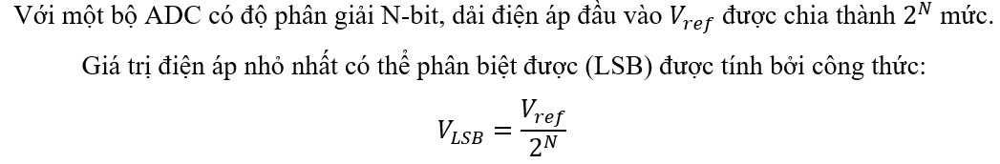 Với một bộ ADC có độ phân giải N-bit, dải điện áp đầu vào $V_{ref}$ được chia thành $2^N$ mức.
Giá trị điện áp nhỏ nhất có thể phân biệt được (LSB) được tính bởi công thức:
$V_{LSB} = \frac{V_{ref}}{2^N}$